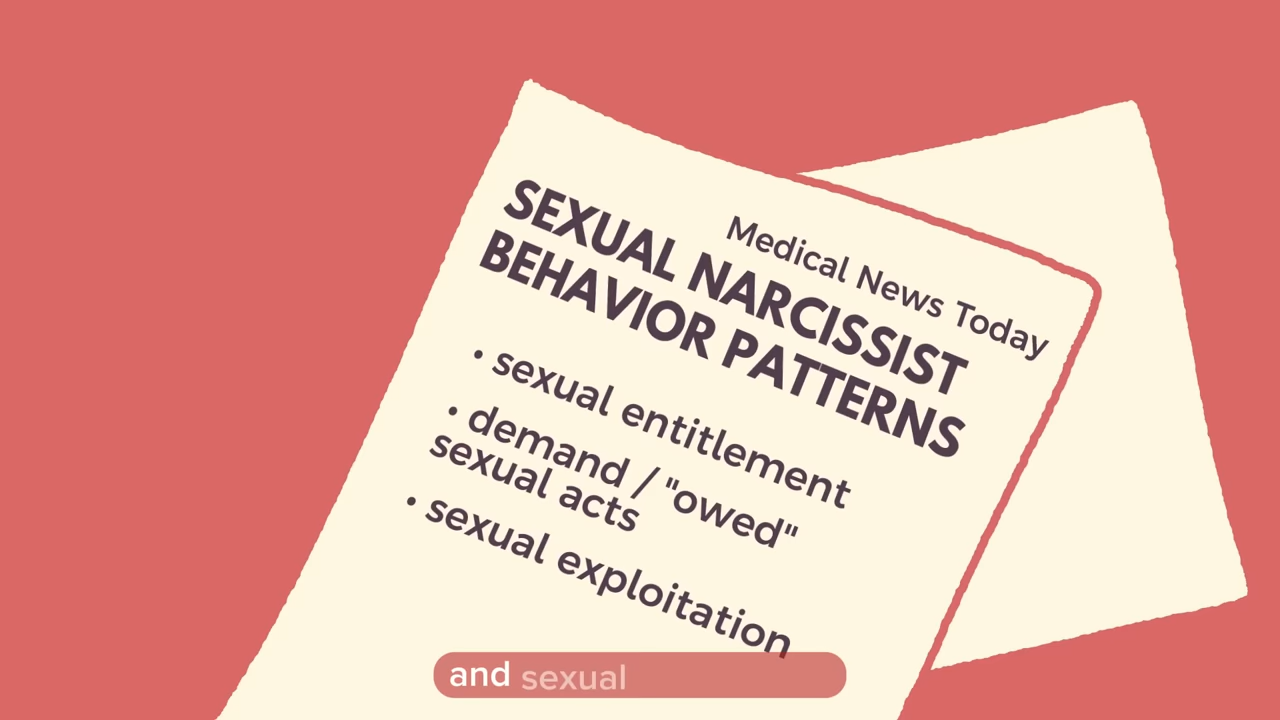 Medical News Today
SEXUAL NARCISSIST
BEHAVIOR PATTERNS
• sexual entitlement
• demand / "owed"
sexual acts
• sexual exploitation
and sexual